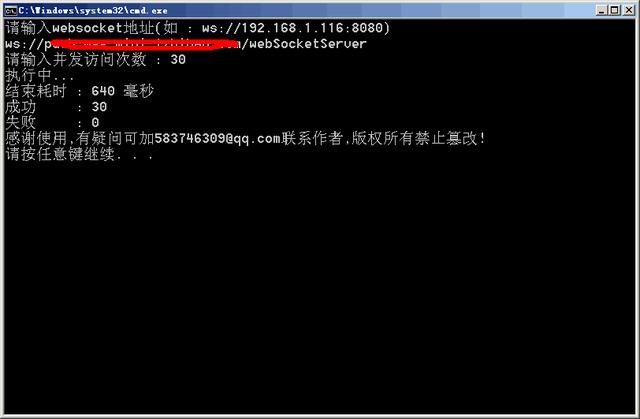 C:\Windows\system32\cmd.exe
请输入websocket地址(如 : ws://192.168.1.116:8080)
ws://p om/webSocketServer
请输入并发访问次数 : 30
执行中...
结束耗时 : 640 毫秒
成功 : 30
失败 : 0
感谢使用,有疑问可加583746309@qq.com联系作者,版权所有禁止篡改!
请按任意键继续. . .